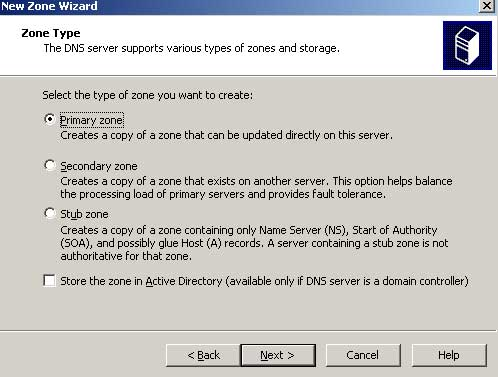 New Zone Wizard
Zone Type
The DNS server supports various types of zones and storage.
Select the type of zone you want to create:
Primary zone
Creates a copy of a zone that can be updated directly on this server.
Secondary zone
Creates a copy of a zone that exists on another server. This option helps balance
the processing load of primary servers and provides fault tolerance.
Stub zone
Creates a copy of a zone containing only Name Server (NS), Start of Authority
(SOA), and possibly glue Host (A) records. A server containing a stub zone is not
authoritative for that zone.
Store the zone in Active Directory (available only if DNS server is a domain controller)
< Back
Next >
Cancel
Help